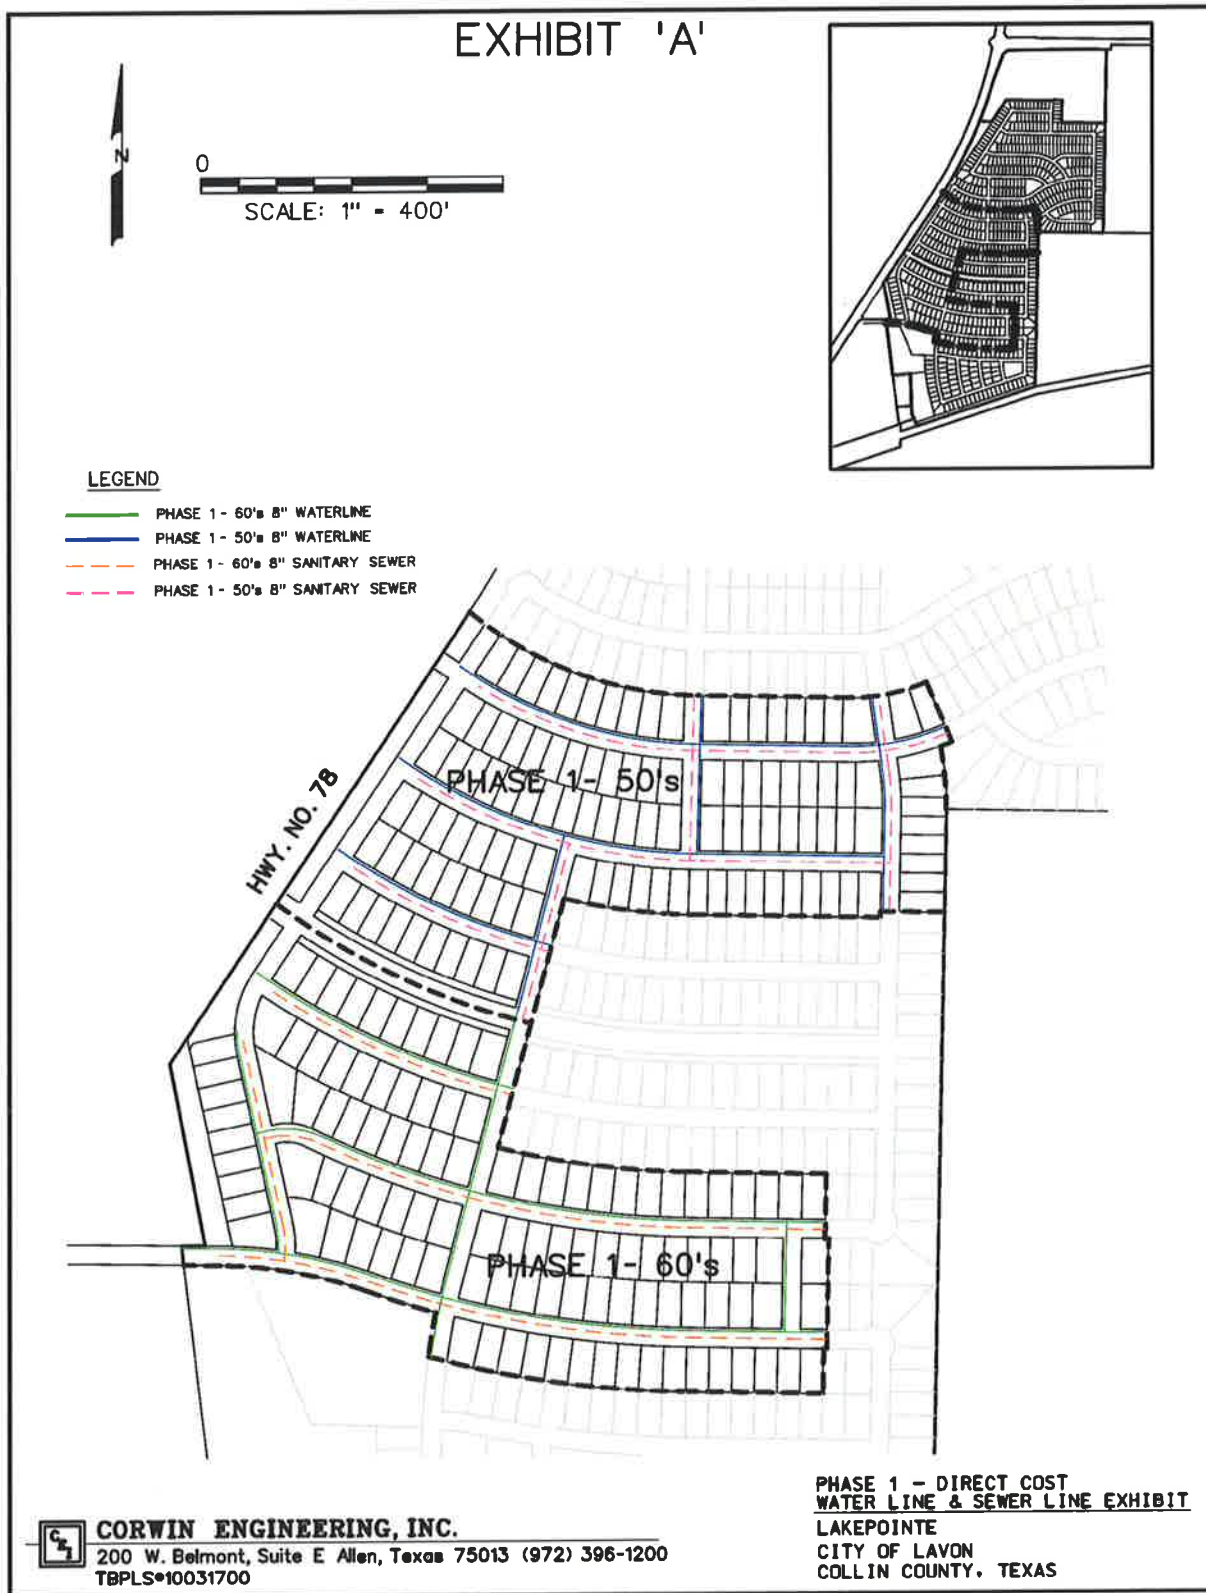 EXHIBIT 'A'
N
0
SCALE: 1" = 400'
LEGEND
PHASE 1 - 60's 8" WATERLINE
PHASE 1 - 50's 8" WATERLINE
PHASE 1 - 60's 8" SANITARY SEWER
PHASE 1 - 50's 8" SANITARY SEWER
HWY. NO. 78
PHASE 1- 50's
PHASE 1- 60's
PHASE 1 - DIRECT COST
WATER LINE & SEWER LINE EXHIBIT
LAKEPOINTE
CITY OF LAVON
COLLIN COUNTY, TEXAS
CEI
CORWIN ENGINEERING, INC.
200 W. Belmont, Suite E Allen, Texas 75013 (972) 396-1200
TBPLS#10031700